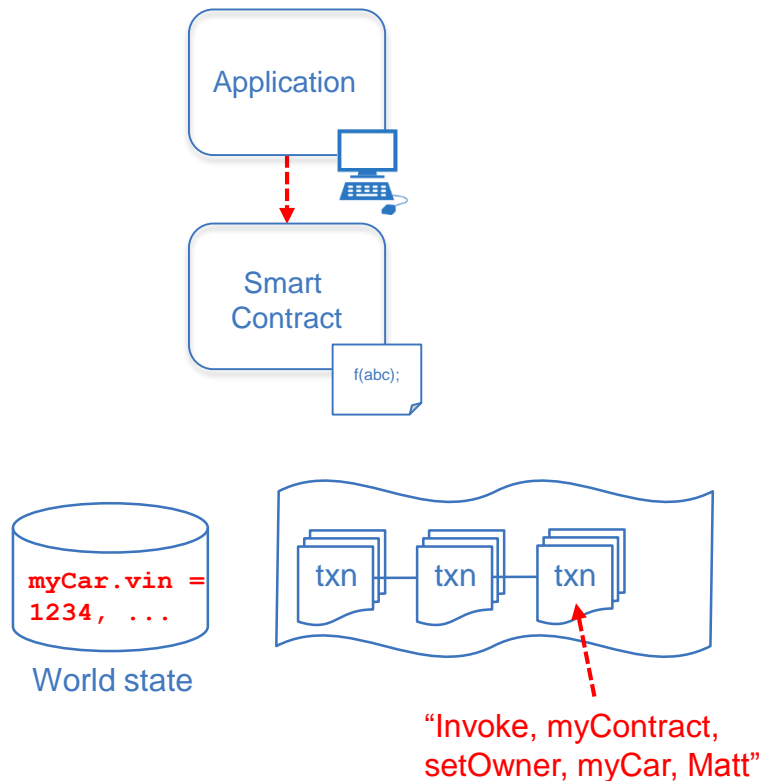 Application
Smart
Contract
f(abc);
myCar.vin =
1234, ...
World state
txn
txn
txn
“Invoke, myContract,
setOwner, myCar, Matt”